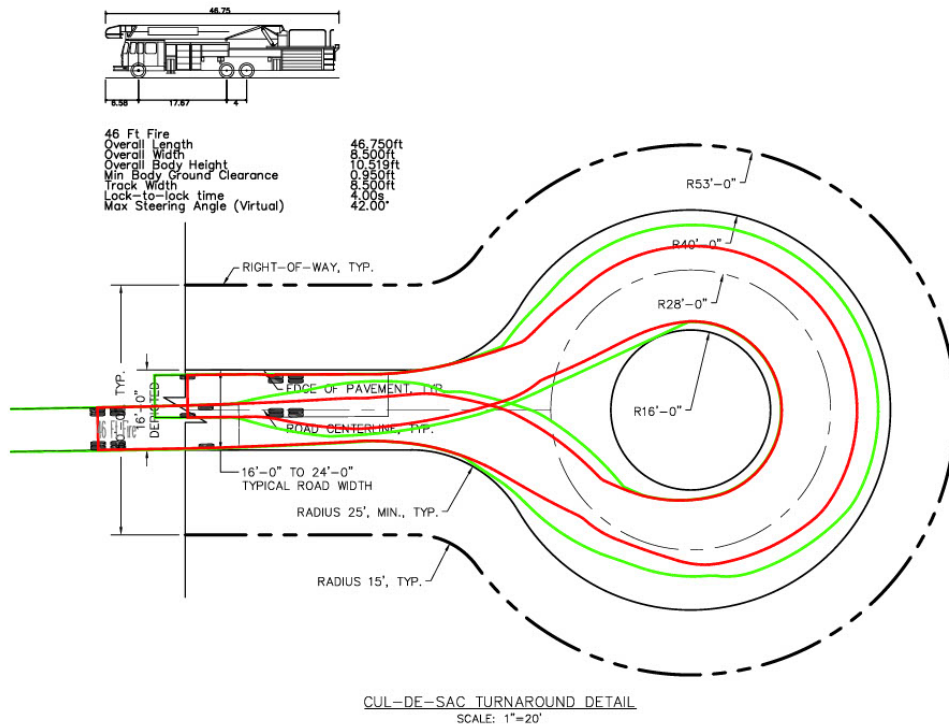 46.75
8.58
17.67
4
46 Ft Fire
Overall Length 46.750ft
Overall Width 8.500ft
Overall Body Height 10.519ft
Min Body Ground Clearance 0.950ft
Track Width 8.500ft
Lock-to-lock time 4.00s
Max Steering Angle (Virtual) 42.00°
R53'-0"
R40'-0"
RIGHT-OF-WAY, TYP.
R28'-0"
TYP.
16'-0"
DEPICTED
EDGE OF PAVEMENT, TYP.
R16'-0"
ROAD CENTERLINE, TYP.
16'-0" TO 24'-0"
TYPICAL ROAD WIDTH
RADIUS 25', MIN., TYP.
RADIUS 15', TYP.
CUL-DE-SAC TURNAROUND DETAIL
SCALE: 1"=20'